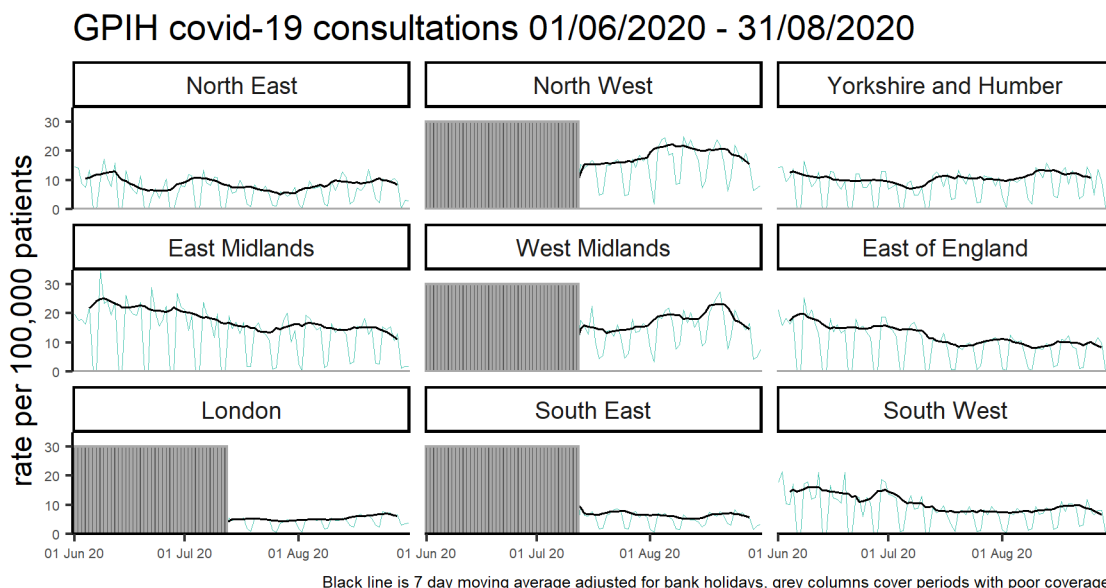 GPIH covid-19 consultations 01/06/2020 - 31/08/2020
North East
North West
Yorkshire and Humber
30
20
10
0
East Midlands
West Midlands
East of England
30
20
10
0
London
South East
South West
30
20
10
0
rate per 100,000 patients
01 Jun 20
01 Jul 20
01 Aug 20
01
Jun 20
01 Jul 20
01 Aug 20
01
Jun 20
01 Jul 20
01 Aug 20
Black line is 7 day moving average adjusted for bank holidays, grey columns cover periods with poor coverage